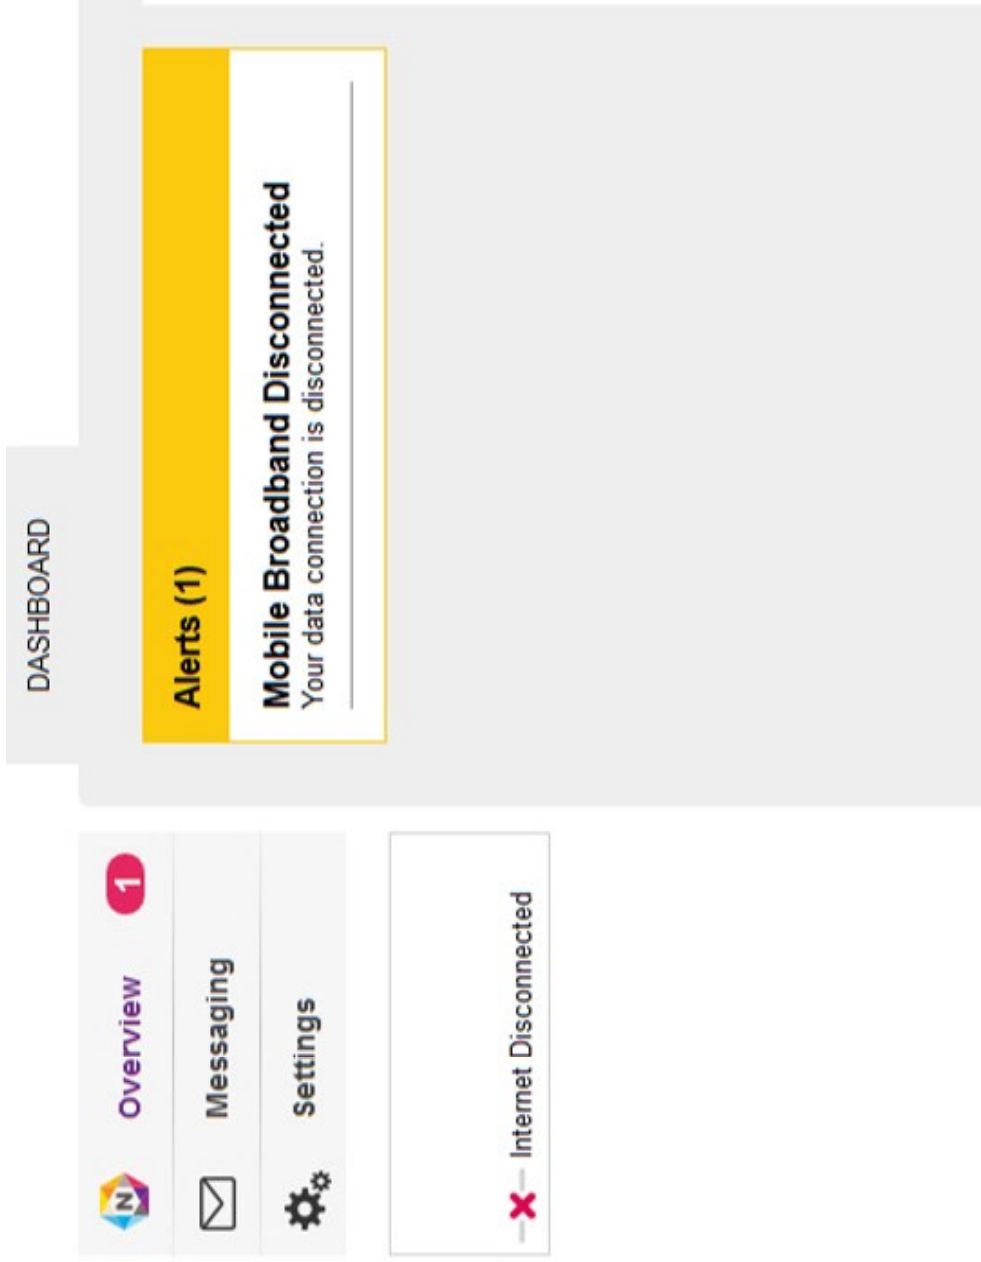 DASHBOARD
Overview
1
Messaging
Settings
Internet Disconnected
Alerts (1)
Mobile Broadband Disconnected
Your data connection is disconnected.
N